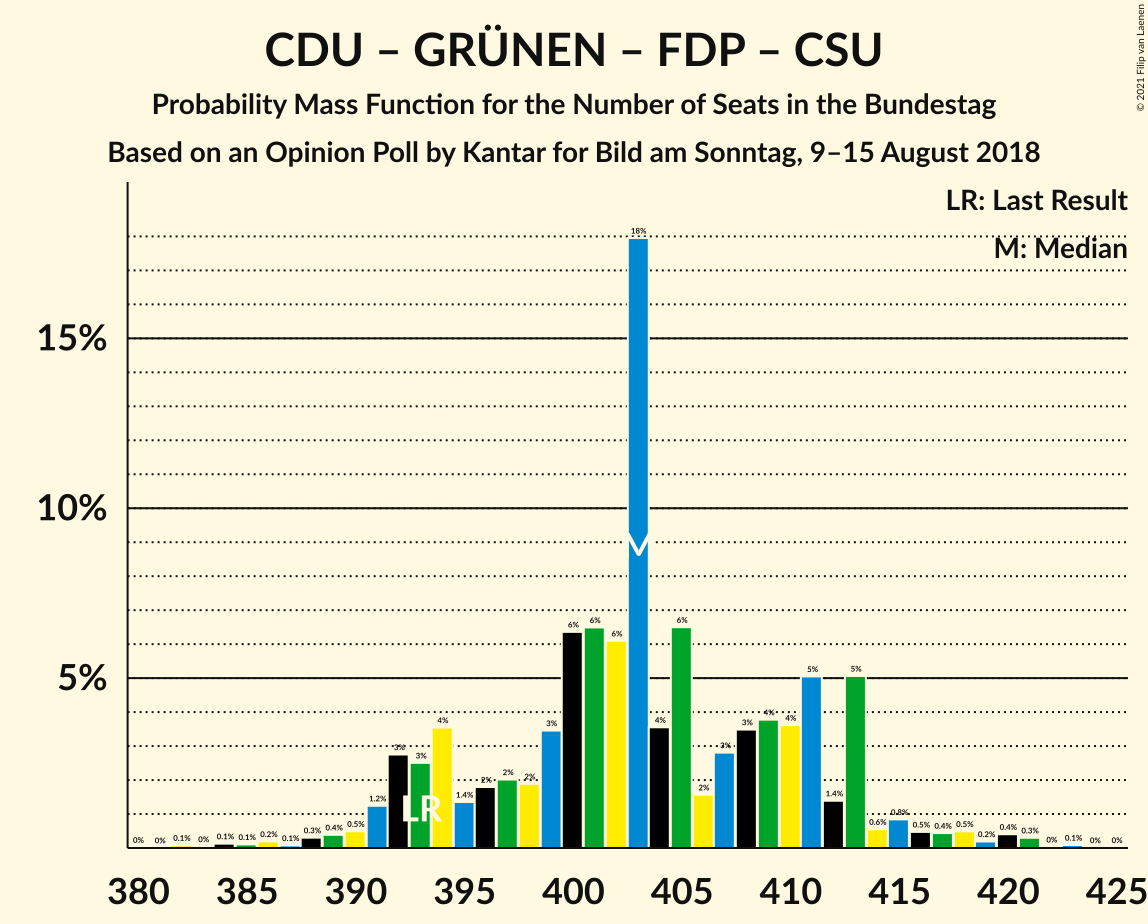 CDU – GRÜNEN – FDP – CSU
Probability Mass Function for the Number of Seats in the Bundestag
Based on an Opinion Poll by Kantar for Bild am Sonntag, 9–15 August 2018
© 2021 Filip van Laenen
LR: Last Result
M: Median
15%
10%
5%
0% 0% 0.1% 0% 0.1% 0.1% 0.2% 0.1% 0.3% 0.4% 0.5% 1.2% 3% 3% 4% 1.4% 2% 2% 2% 3% 6% 6% 6% 18% 4% 6% 2% 3% 3% 4% 4% 5% 1.4% 5% 0.6% 0.8% 0.5% 0.4% 0.5% 0.2% 0.4% 0.3% 0% 0.1% 0% 0%
LR
380 385 390 395 400 405 410 415 420 425